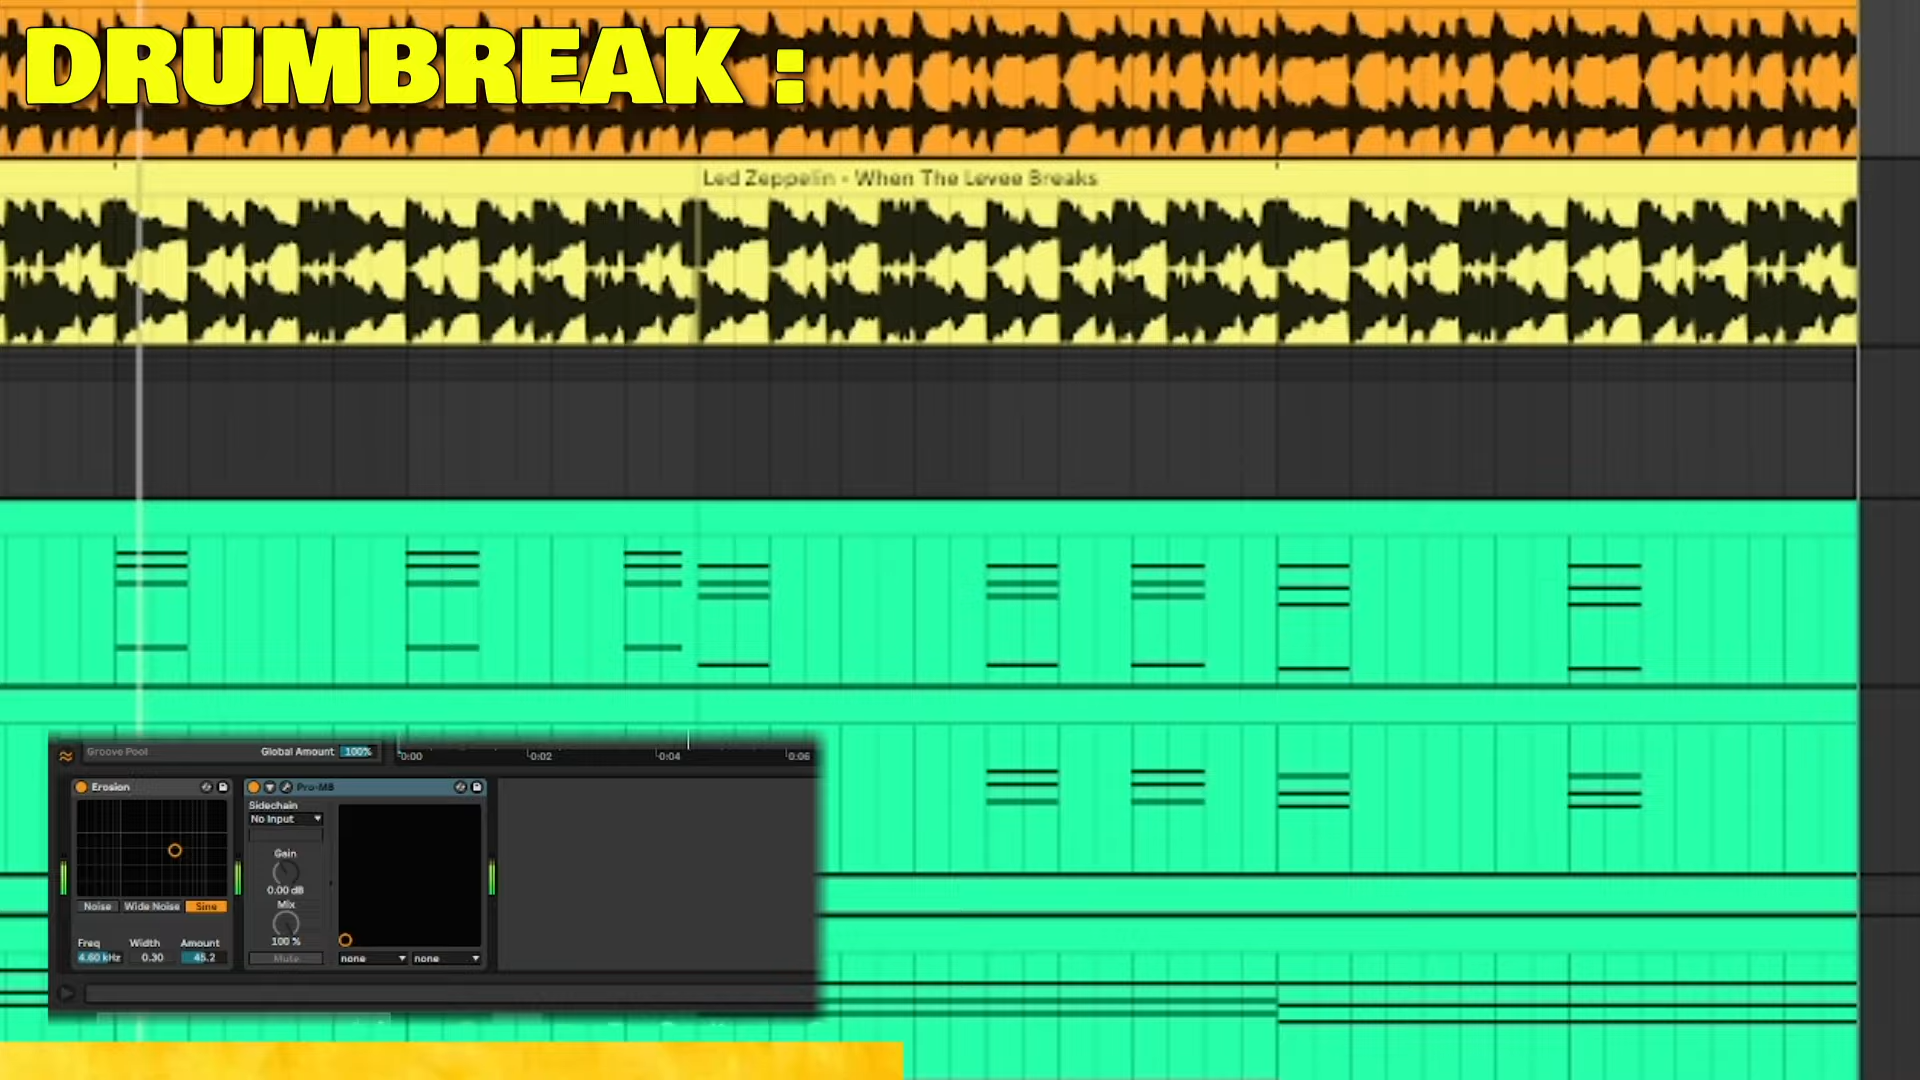 DRUMBREAK :
Led Zeppelin - When The Levee Breaks
Groove Pool
Global Amount 100%
0:00 0:02 0:04 0:06
Erosion
Pro-MB
Sidechain
No Input
Gain
0.00 dB
Mix
100 %
Mute
Noise Wide Noise Sine
Freq Width Amount
4.60 kHz 0.30 45.2
none none